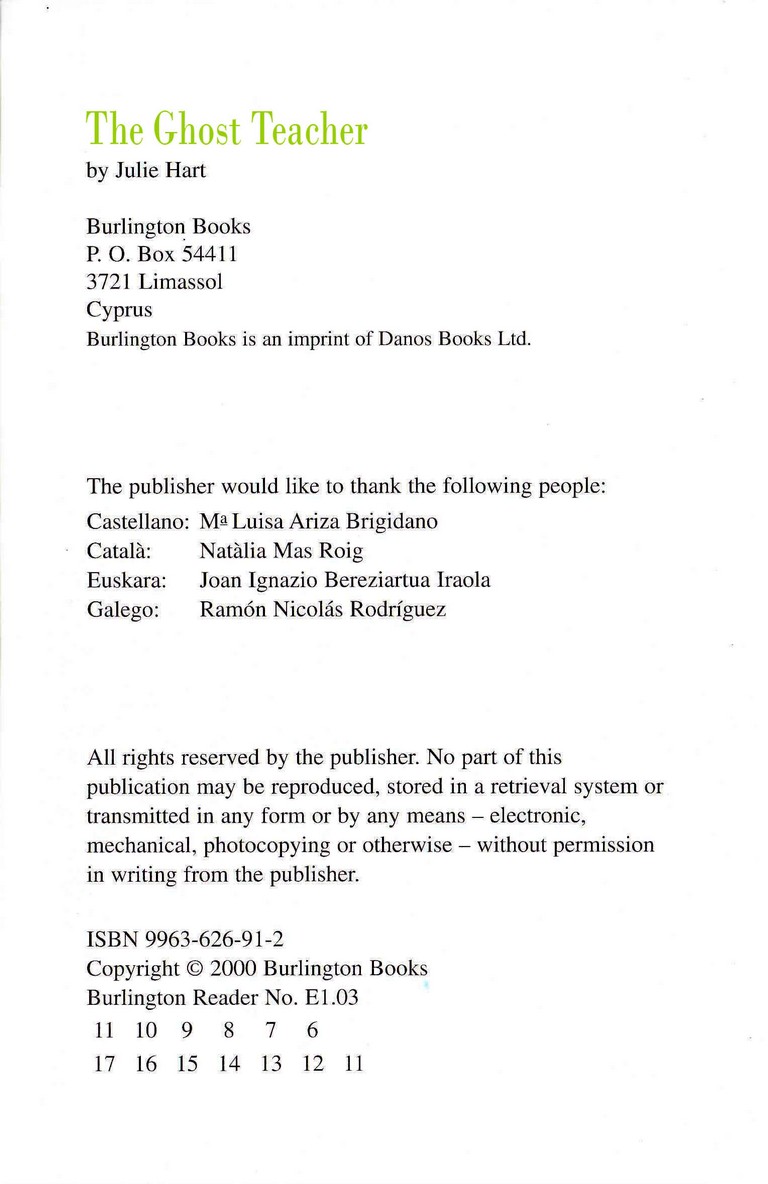 The Ghost Teacher
by Julie Hart
Burlington Books
P. O. Box 54411
3721 Limassol
Cyprus
Burlington Books is an imprint of Danos Books Ltd.
The publisher would like to thank the following people:
Castellano: Mª Luisa Ariza Brigidano
Català: Natàlia Mas Roig
Euskara: Joan Ignazio Bereziartua Iraola
Galego: Ramón Nicolás Rodríguez
All rights reserved by the publisher. No part of this
publication may be reproduced, stored in a retrieval system or
transmitted in any form or by any means – electronic,
mechanical, photocopying or otherwise – without permission
in writing from the publisher.
ISBN 9963-626-91-2
Copyright © 2000 Burlington Books
Burlington Reader No. E1.03
11 10 9 8 7 6
17 16 15 14 13 12 11